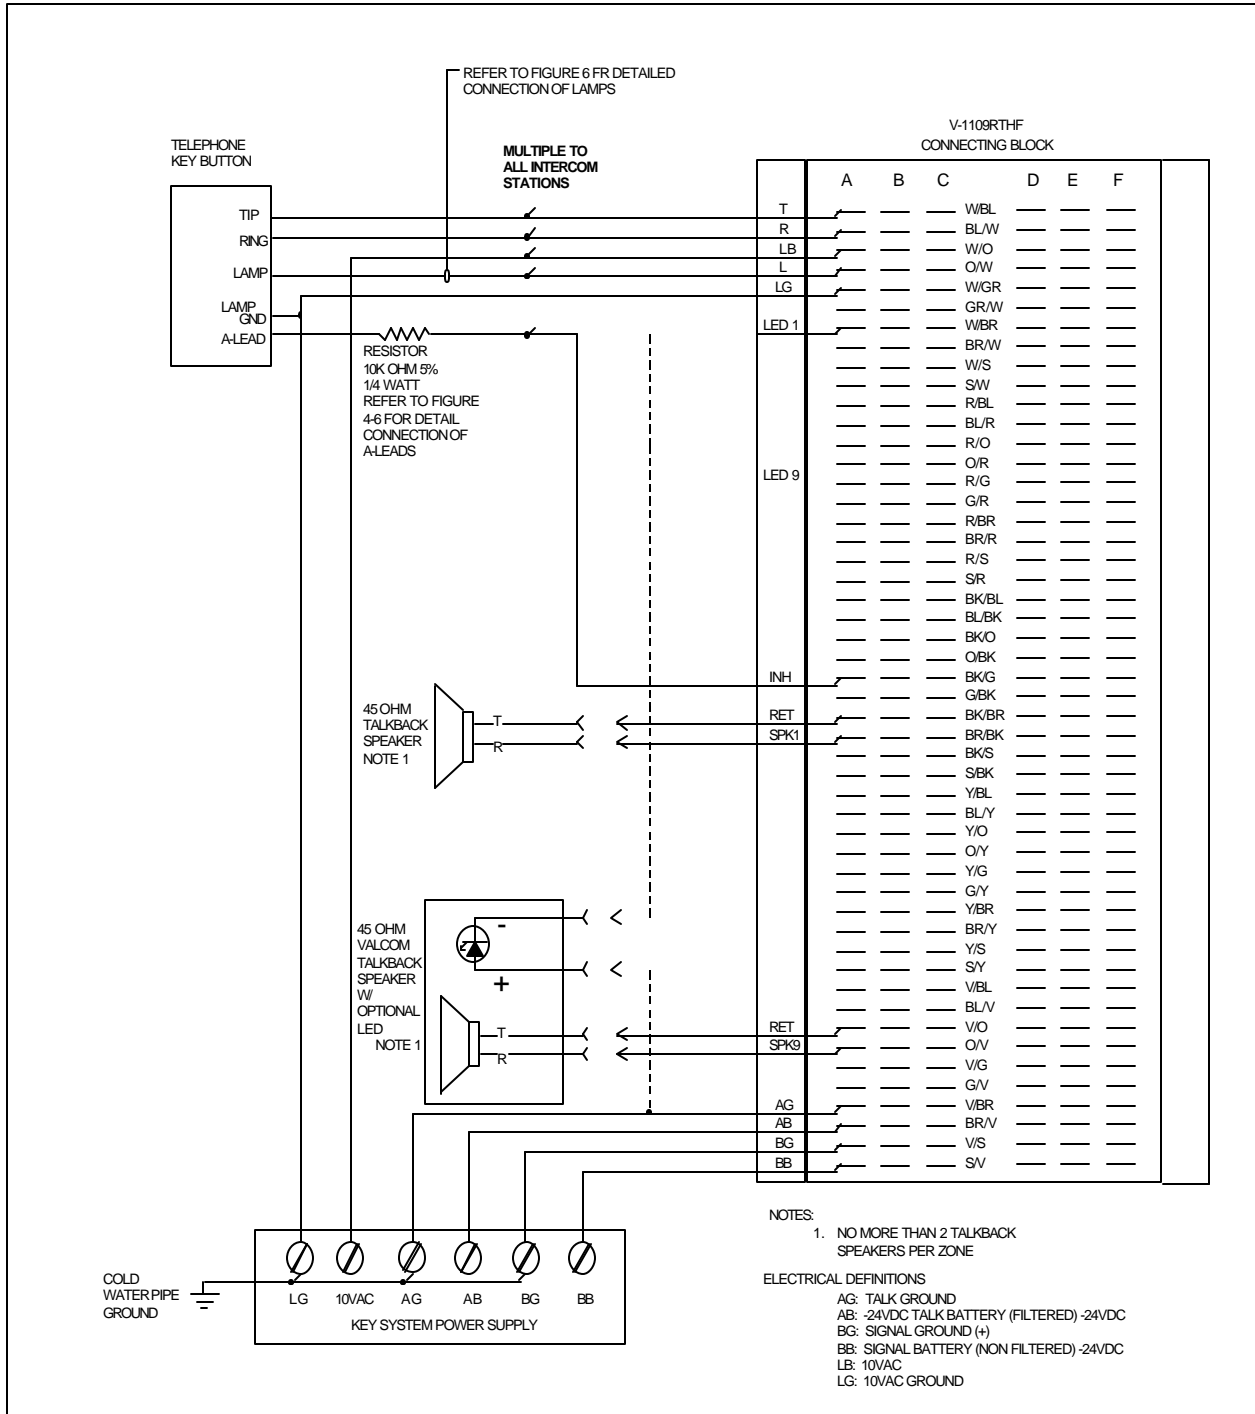 REFER TO FIGURE 6 FR DETAILED
CONNECTION OF LAMPS
TELEPHONE
KEY BUTTON
MULTIPLE TO
ALL INTERCOM
STATIONS
V-1109RTHF
CONNECTING BLOCK
A B C D E F
TIP
RING
LAMP
LAMP
GND
A-LEAD
RESISTOR
10K OHM 5%
1/4 WATT
REFER TO FIGURE
4-6 FOR DETAIL
CONNECTION OF
A-LEADS
T W/BL
R BL/W
LB W/O
L O/W
LG W/GR
GR/W
LED 1 W/BR
BR/W
W/S
S/W
R/BL
BL/R
R/O
O/R
LED 9 R/G
G/R
R/BR
BR/R
R/S
S/R
BK/BL
BL/BK
BK/O
O/BK
INH BK/G
G/BK
RET BK/BR
SPK1 BR/BK
BK/S
S/BK
Y/BL
BL/Y
Y/O
O/Y
Y/G
G/Y
Y/BR
BR/Y
Y/S
S/Y
V/BL
BL/V
RET V/O
SPK9 O/V
V/G
G/V
AG V/BR
AB BR/V
BG V/S
BB S/V
45 OHM
TALKBACK
SPEAKER
NOTE 1
T
R
45 OHM
VALCOM
TALKBACK
SPEAKER
W/
OPTIONAL
LED
NOTE 1
-
+
T
R
COLD
WATER PIPE
GROUND
LG 10VAC AG AB BG BB
KEY SYSTEM POWER SUPPLY
NOTES:
1. NO MORE THAN 2 TALKBACK
SPEAKERS PER ZONE
ELECTRICAL DEFINITIONS
AG: TALK GROUND
AB: -24VDC TALK BATTERY (FILTERED) -24VDC
BG: SIGNAL GROUND (+)
BB: SIGNAL BATTERY (NON FILTERED) -24VDC
LB: 10VAC
LG: 10VAC GROUND